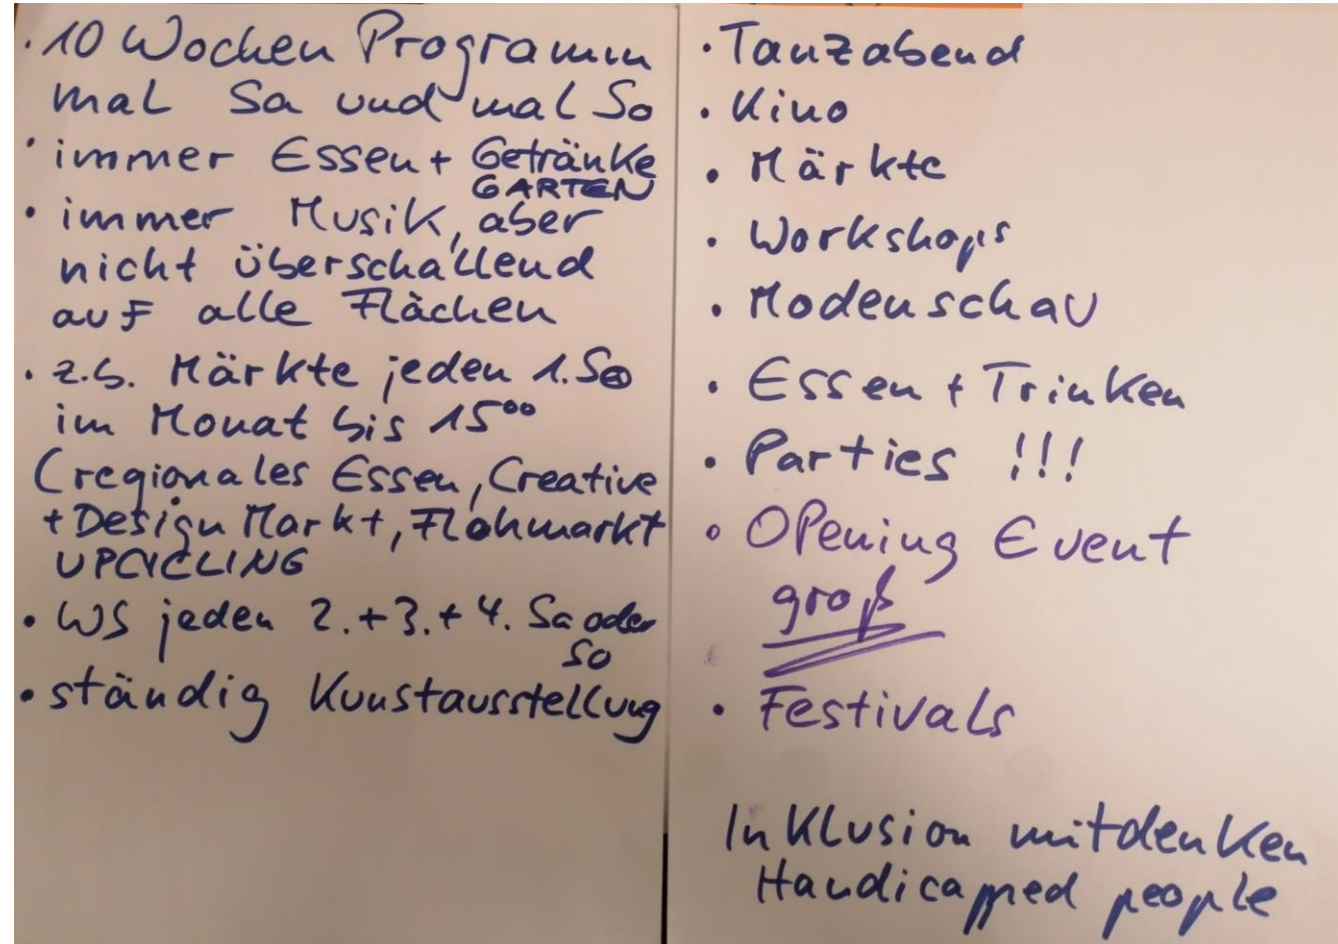 · 10 Wochen Programm
mal Sa und mal So
· immer Essen + Getränke
GARTEN
· immer Musik, aber
nicht überschallend
auf alle Flächen
· z.b. Märkte jeden 1. So
im Monat bis 15⁰⁰
(regionales Essen, Creative
+ Design Markt, Flohmarkt
UPCYCLING
· WS jeden 2. + 3. + 4. Sa oder
So
· ständig Kunstausstellung
· Tanzabend
· Kino
· Märkte
· Workshops
· Modenschau
· Essen + Trinken
· Parties !!!
· Opening Event
groß
· Festivals
Inklusion mitdenken
Handicapped people